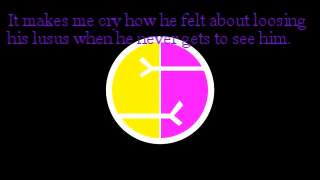 It makes me cry how he felt about loosing
his lusus when he never gets to see him.